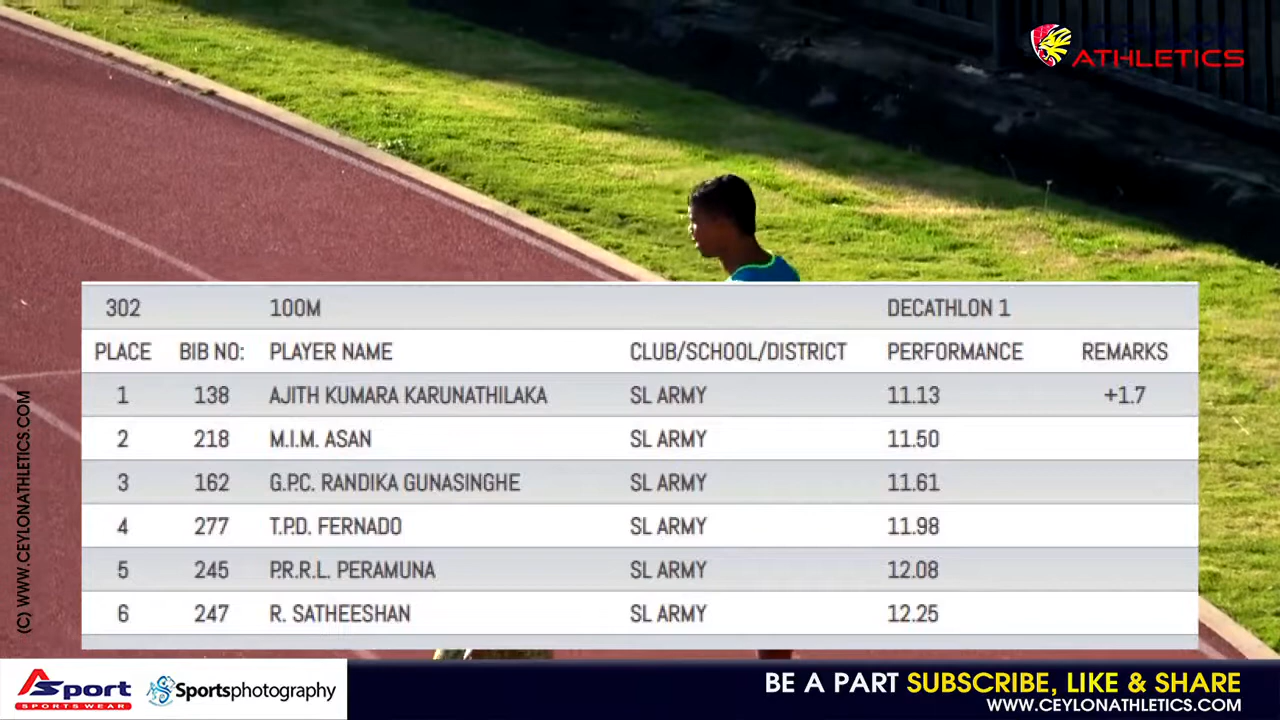 ATHLETICS
302 100M DECATHLON 1
PLACE BIB NO: PLAYER NAME CLUB/SCHOOL/DISTRICT PERFORMANCE REMARKS
1 138 AJITH KUMARA KARUNATHILAKA SL ARMY 11.13 +1.7
2 218 M.I.M. ASAN SL ARMY 11.50
3 162 G.P.C. RANDIKA GUNASINGHE SL ARMY 11.61
4 277 T.P.D. FERNADO SL ARMY 11.98
5 245 P.R.R.L. PERAMUNA SL ARMY 12.08
6 247 R. SATHEESHAN SL ARMY 12.25
(C) WWW.CEYLONATHLETICS.COM
ASport
SPORTS WEAR
Sportsphotography
BE A PART SUBSCRIBE, LIKE & SHARE
WWW.CEYLONATHLETICS.COM